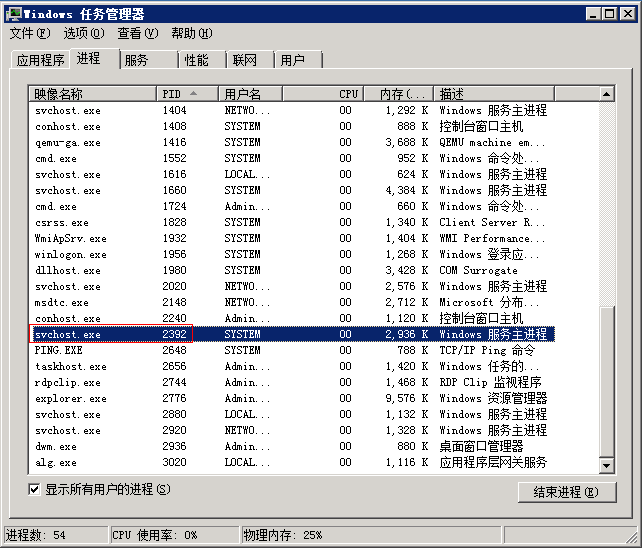 Windows 任务管理器
文件(F) 选项(O) 查看(V) 帮助(H)
应用程序 进程 服务 性能 联网 用户
映像名称 PID 用户名 CPU 内存(... 描述
svchost.exe 1404 NETWO... 00 1,292 K Windows 服务主进程
conhost.exe 1408 SYSTEM 00 888 K 控制台窗口主机
qemu-ga.exe 1416 SYSTEM 00 3,688 K QEMU machine em...
cmd.exe 1552 SYSTEM 00 952 K Windows 命令处...
svchost.exe 1616 LOCAL... 00 624 K Windows 服务主进程
svchost.exe 1660 SYSTEM 00 4,384 K Windows 服务主进程
cmd.exe 1724 Admin... 00 660 K Windows 命令处...
csrss.exe 1828 SYSTEM 00 1,340 K Client Server R...
WmiApSrv.exe 1932 SYSTEM 00 1,404 K WMI Performance...
winlogon.exe 1956 SYSTEM 00 1,268 K Windows 登录应...
dllhost.exe 1980 SYSTEM 00 3,428 K COM Surrogate
svchost.exe 2020 NETWO... 00 2,576 K Windows 服务主进程
msdtc.exe 2148 NETWO... 00 2,712 K Microsoft 分布...
conhost.exe 2240 Admin... 00 1,120 K 控制台窗口主机
svchost.exe 2392 SYSTEM 00 2,936 K Windows 服务主进程
PING.EXE 2648 SYSTEM 00 788 K TCP/IP Ping 命令
taskhost.exe 2656 Admin... 00 1,420 K Windows 任务的...
rdpclip.exe 2744 Admin... 00 1,468 K RDP Clip 监视程序
explorer.exe 2776 Admin... 00 9,576 K Windows 资源管理器
svchost.exe 2880 LOCAL... 00 1,132 K Windows 服务主进程
svchost.exe 2920 NETWO... 00 1,328 K Windows 服务主进程
dwm.exe 2936 Admin... 00 880 K 桌面窗口管理器
alg.exe 3020 LOCAL... 00 1,116 K 应用程序层网关服务
显示所有用户的进程(S) 结束进程(E)
进程数: 54 CPU 使用率: 0% 物理内存: 25%